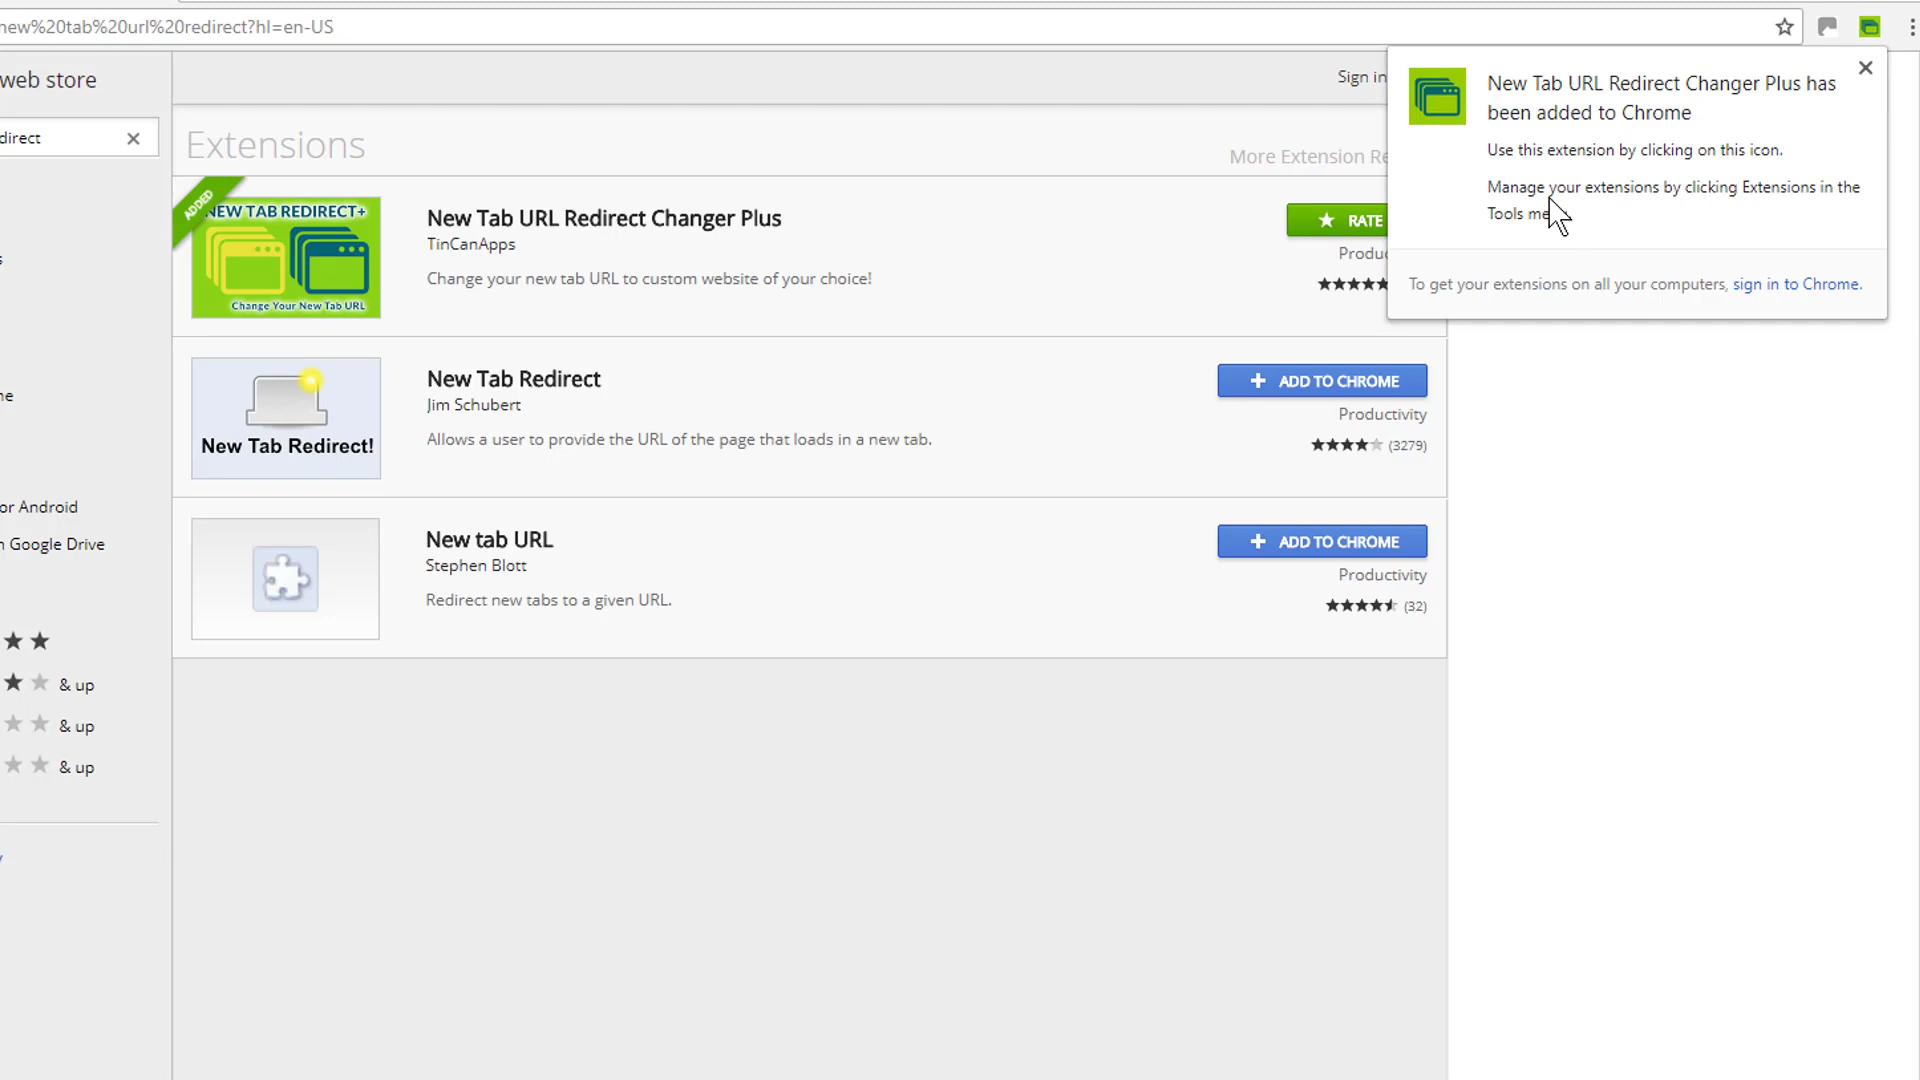 new%20tab%20url%20redirect?hl=en-US
web store
direct
or Android
Google Drive
& up
& up
& up
Sign in
Extensions
More Extension
ADDED
NEW TAB REDIRECT+
Change Your New Tab URL
New Tab URL Redirect Changer Plus
TinCanApps
Change your new tab URL to custom website of your choice!
RATE
New Tab Redirect!
New Tab Redirect
Jim Schubert
Allows a user to provide the URL of the page that loads in a new tab.
ADD TO CHROME
Productivity
(3279)
New tab URL
Stephen Blott
Redirect new tabs to a given URL.
ADD TO CHROME
Productivity
(32)
New Tab URL Redirect Changer Plus has
been added to Chrome
Use this extension by clicking on this icon.
Manage your extensions by clicking Extensions in the
Tools
To get your extensions on all your computers, sign in to Chrome.